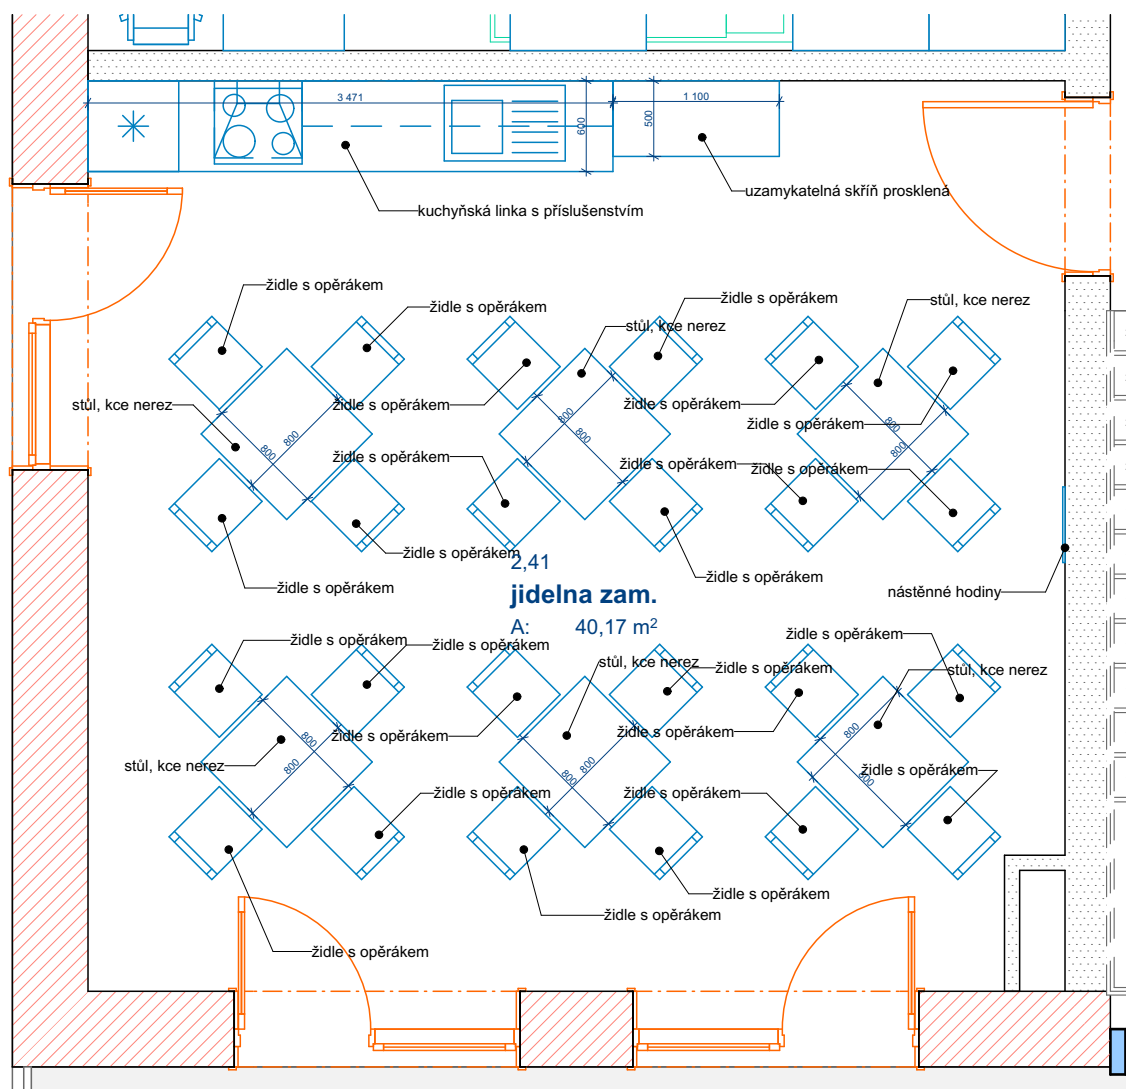 3 471
1 100
600
500
uzamykatelná skříň prosklená
kuchyňská linka s příslušenstvím
židle s opěrákem
židle s opěrákem
židle s opěrákem
stůl, kce nerez
stůl, kce nerez
stůl, kce nerez
židle s opěrákem
židle s opěrákem
židle s opěrákem
800
800
800
800
800
800
židle s opěrákem
židle s opěrákem
židle s opěrákem
židle s opěrákem
židle s opěrákem
židle s opěrákem
nástěnné hodiny
2,41
jidelna zam.
A: 40,17 m²
židle s opěrákem
židle s opěrákem
židle s opěrákem
stůl, kce nerez
židle s opěrákem
stůl, kce nerez
židle s opěrákem
židle s opěrákem
stůl, kce nerez
800
800
800
800
800
800
židle s opěrákem
židle s opěrákem
židle s opěrákem
židle s opěrákem
židle s opěrákem
židle s opěrákem